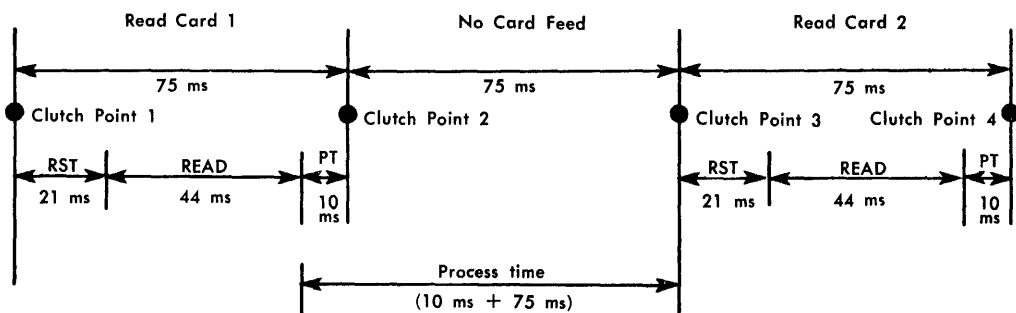 Read Card 1
No Card Feed
Read Card 2
75 ms
75 ms
75 ms
Clutch Point 1
Clutch Point 2
Clutch Point 3
Clutch Point 4
RST
READ
PT
RST
READ
PT
21 ms
44 ms
10
ms
21 ms
44 ms
10
ms
Process time
(10 ms + 75 ms)